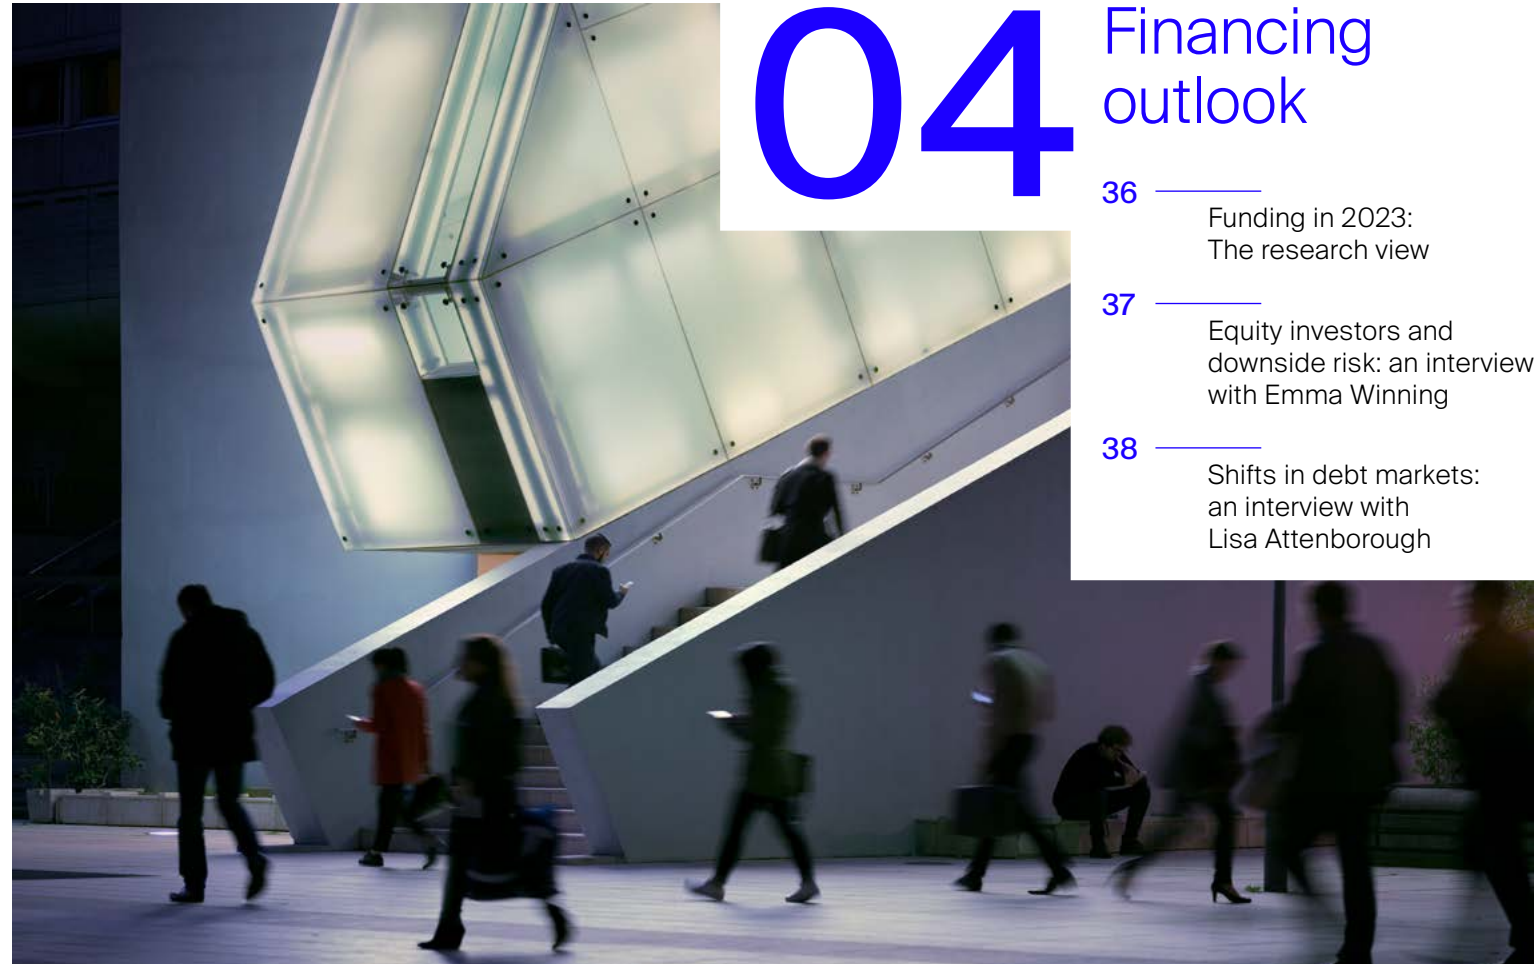 04
Financing
outlook
36
Funding in 2023:
The research view
37
Equity investors and
downside risk: an interview
with Emma Winning
38
Shifts in debt markets:
an interview with
Lisa Attenborough